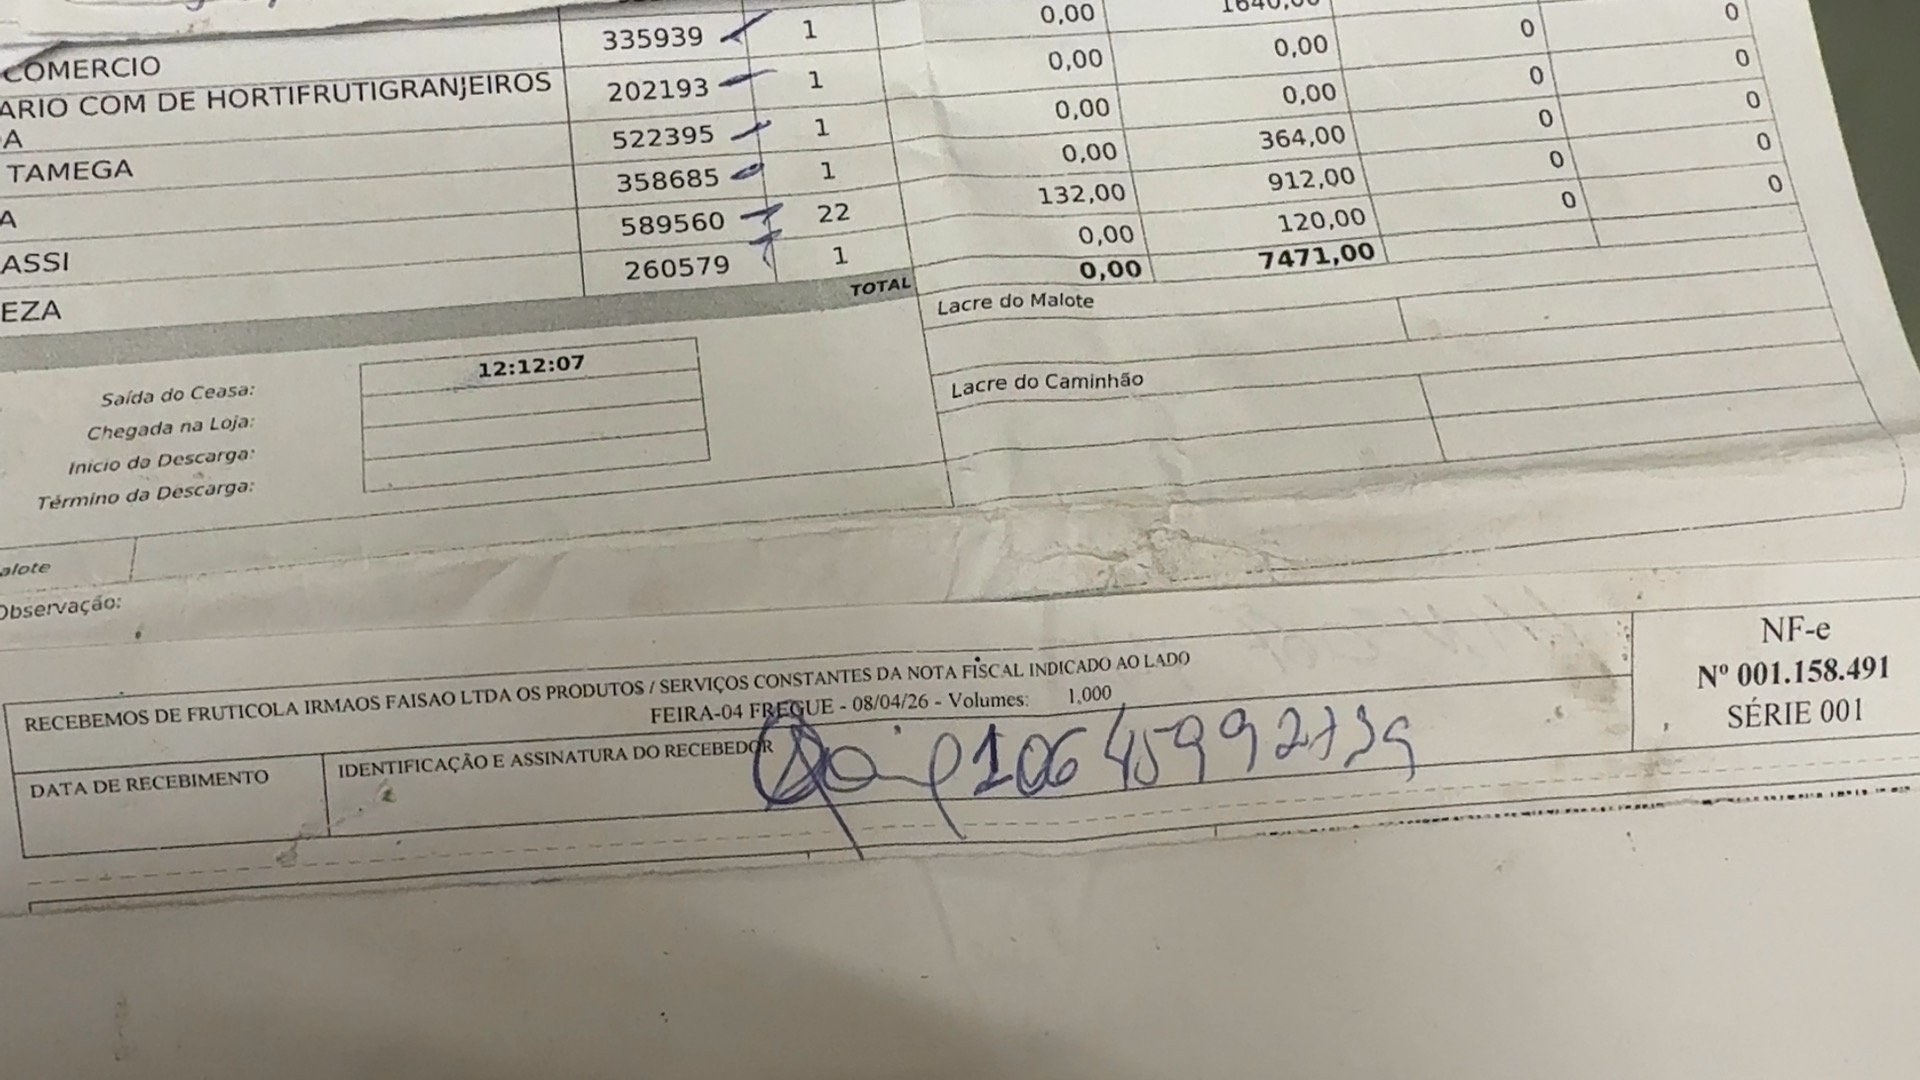 335939 1 0,00 1640,00 0
COMERCIO
202193 1 0,00 0,00 0 0
ARIO COM DE HORTIFRUTIGRANJEIROS
522395 1 0,00 0,00 0 0
TAMEGA
358685 1 0,00 364,00 0 0
A
589560 22 132,00 912,00 0 0
ASSI
260579 1 0,00 120,00 0 0
EZA
TOTAL 0,00 7471,00
Lacre do Malote
Saída do Ceasa: 12:12:07
Chegada na Loja:
Lacre do Caminhão
Início da Descarga:
Término da Descarga:
alote
Observação:
RECEBEMOS DE FRUTICOLA IRMAOS FAISAO LTDA OS PRODUTOS / SERVIÇOS CONSTANTES DA NOTA FISCAL INDICADO AO LADO
FEIRA-04 FREGUE - 08/04/26 - Volumes: 1,000
DATA DE RECEBIMENTO
IDENTIFICAÇÃO E ASSINATURA DO RECEBEDOR
NF-e
Nº 001.158.491
SÉRIE 001